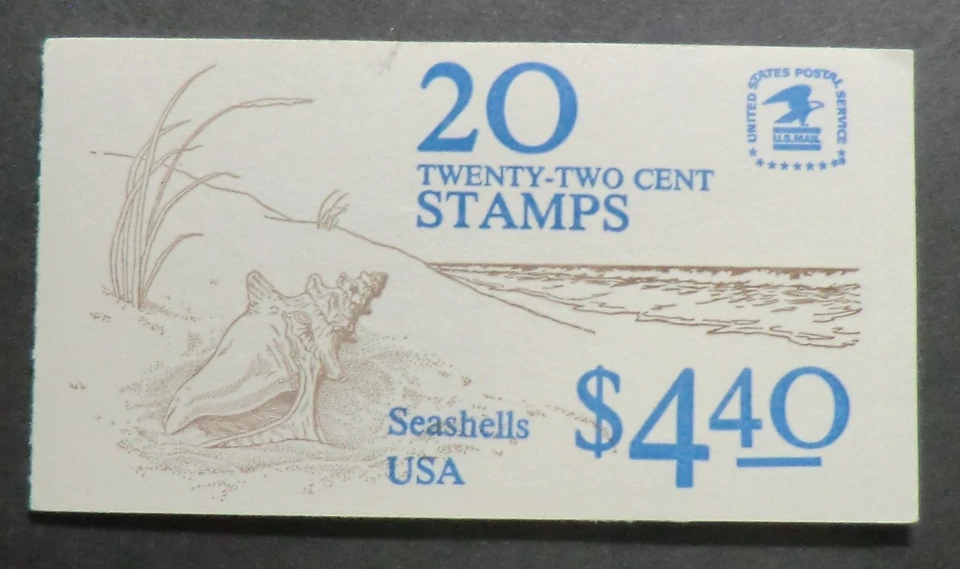 20
TWENTY-TWO CENT
STAMPS
UNITED STATES POSTAL SERVICE
U.S.MAIL
Seashells
USA
$4.40